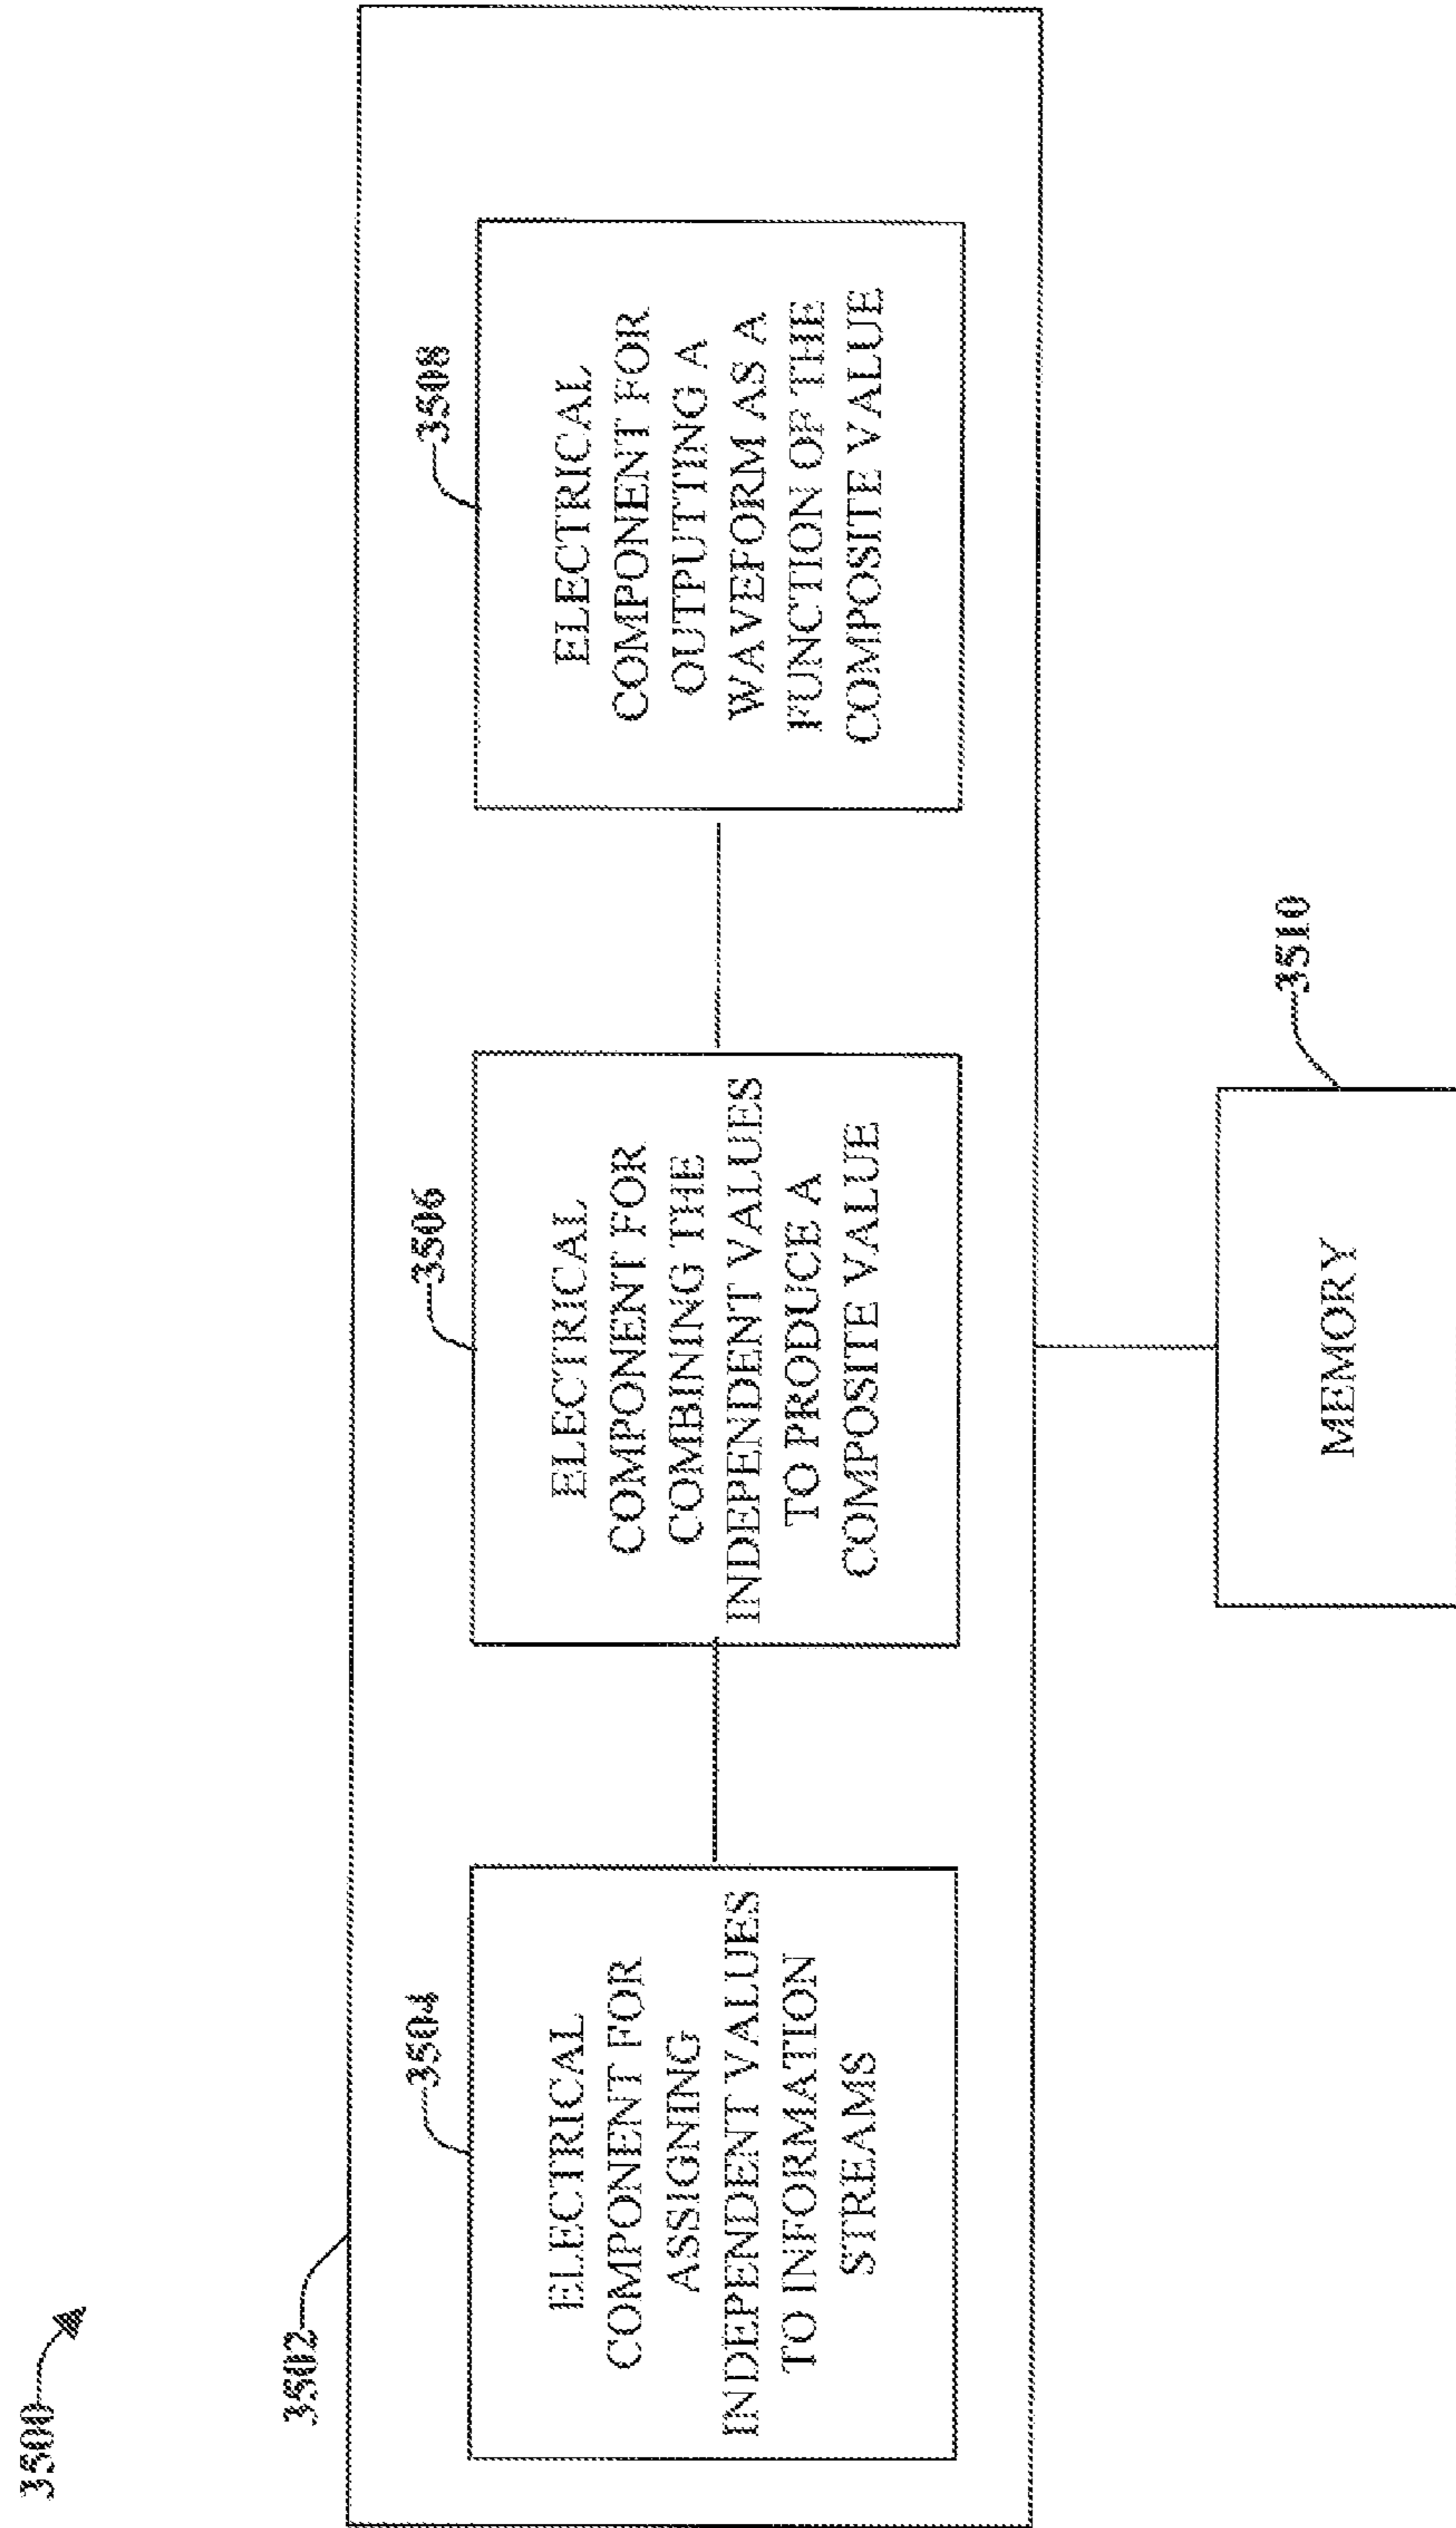 3500
3502
3504
ELECTRICAL
COMPONENT FOR
ASSIGNING
INDEPENDENT VALUES
TO INFORMATION
STREAMS
3506
ELECTRICAL
COMPONENT FOR
COMBINING THE
INDEPENDENT VALUES
TO PRODUCE A
COMPOSITE VALUE
3508
ELECTRICAL
COMPONENT FOR
OUTPUTING A
WAVEFORM AS A
FUNCTION OF THE
COMPOSITE VALUE
3510
MEMORY